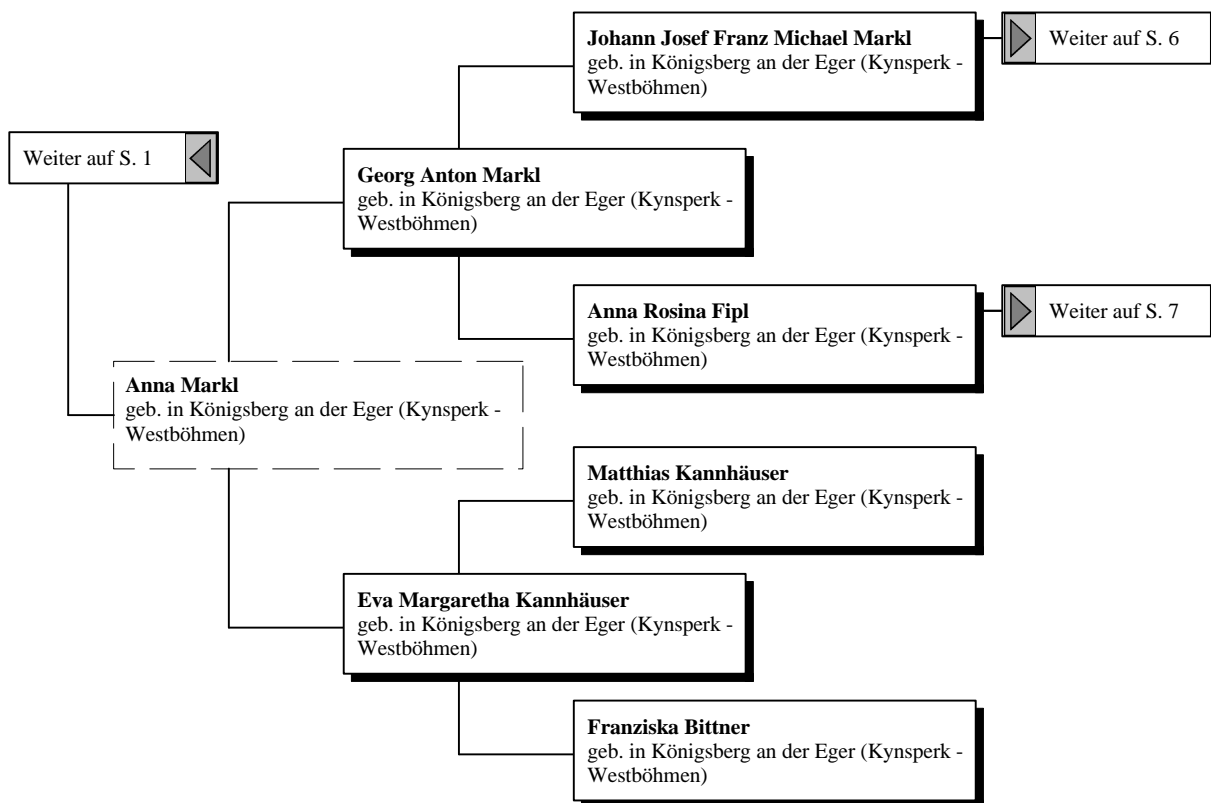 Johann Josef Franz Michael Markl
geb. in Königsberg an der Eger (Kynsperk -
Westböhmen)
Weiter auf S. 6
Weiter auf S. 1
Georg Anton Markl
geb. in Königsberg an der Eger (Kynsperk -
Westböhmen)
Anna Rosina Fipl
geb. in Königsberg an der Eger (Kynsperk -
Westböhmen)
Weiter auf S. 7
Anna Markl
geb. in Königsberg an der Eger (Kynsperk -
Westböhmen)
Matthias Kannhäuser
geb. in Königsberg an der Eger (Kynsperk -
Westböhmen)
Eva Margaretha Kannhäuser
geb. in Königsberg an der Eger (Kynsperk -
Westböhmen)
Franziska Bittner
geb. in Königsberg an der Eger (Kynsperk -
Westböhmen)